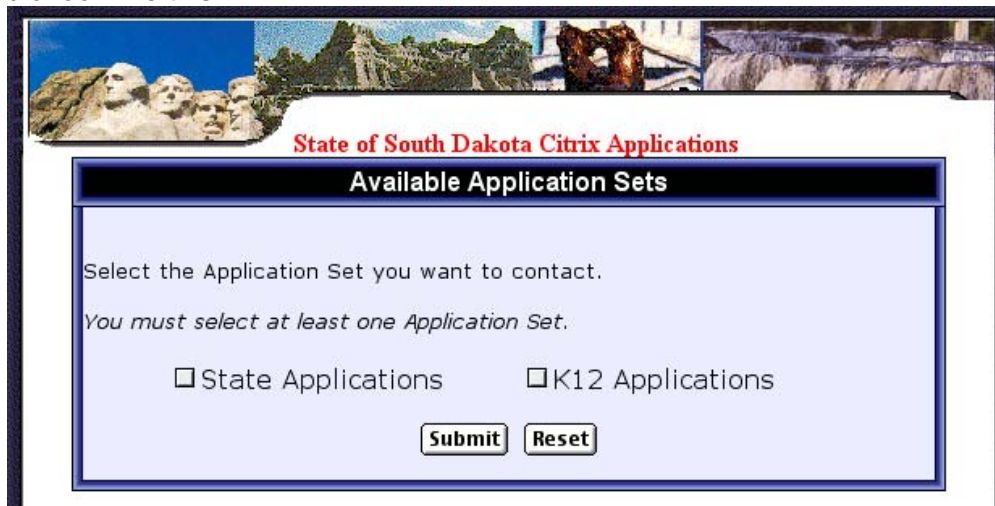 State of South Dakota Citrix Applications
Available Application Sets
Select the Application Set you want to contact.
You must select at least one Application Set.
State Applications K12 Applications
Submit Reset